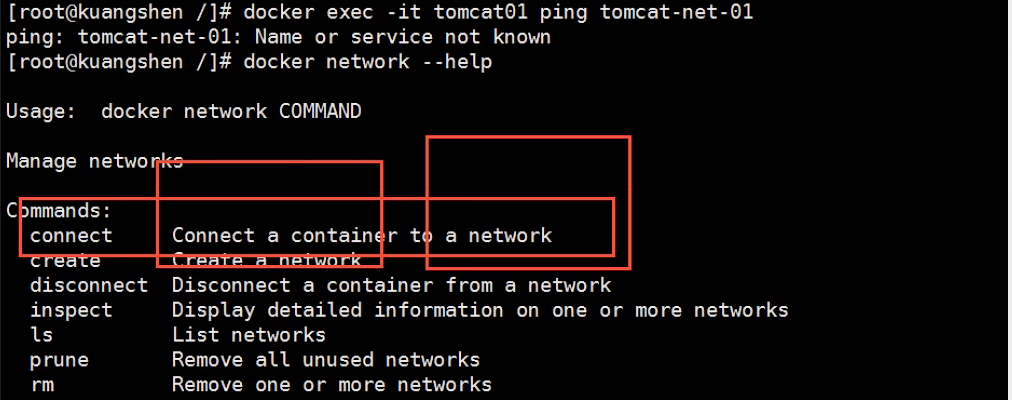 [root@kuangshen /]# docker exec -it tomcat01 ping tomcat-net-01
ping: tomcat-net-01: Name or service not known
[root@kuangshen /]# docker network --help
Usage:  docker network COMMAND
Manage networks
Commands:
  connect     Connect a container to a network
  create      Create a network
  disconnect  Disconnect a container from a network
  inspect     Display detailed information on one or more networks
  ls          List networks
  prune       Remove all unused networks
  rm          Remove one or more networks